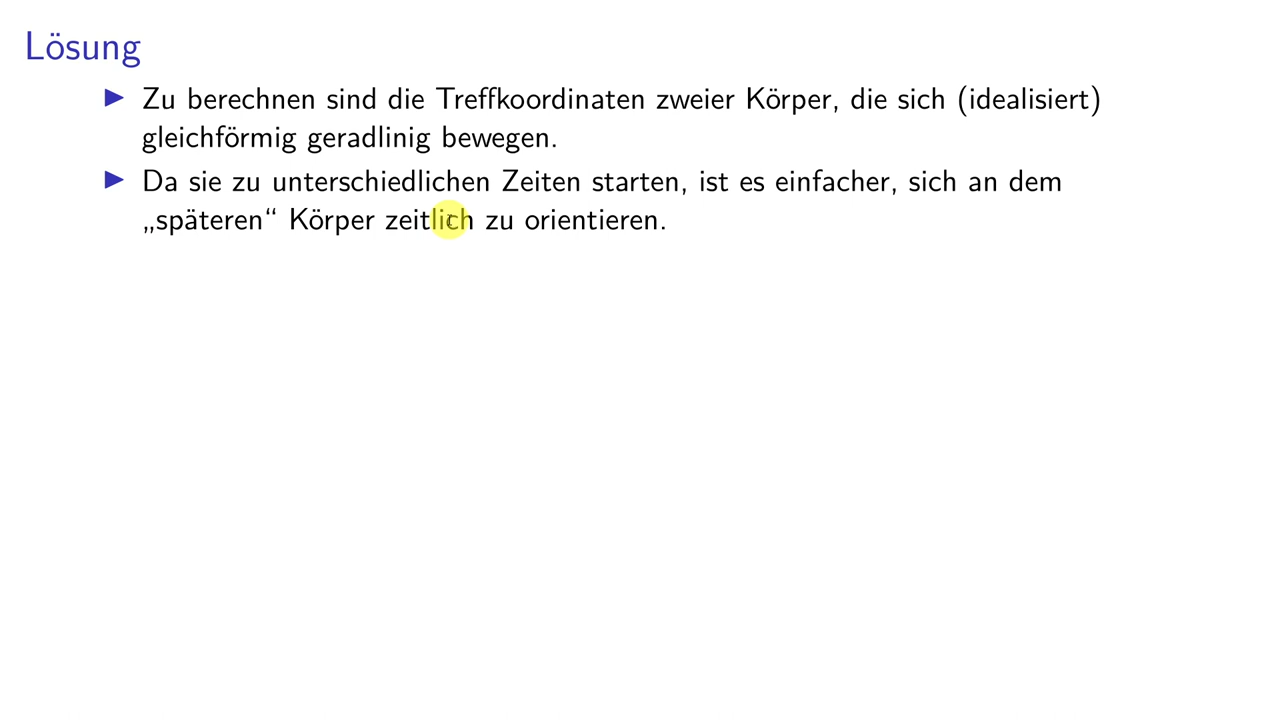 Lösung
▶ Zu berechnen sind die Treffkoordinaten zweier Körper, die sich (idealisiert)
gleichförmig geradlinig bewegen.
▶ Da sie zu unterschiedlichen Zeiten starten, ist es einfacher, sich an dem
„späteren“ Körper zeitlich zu orientieren.